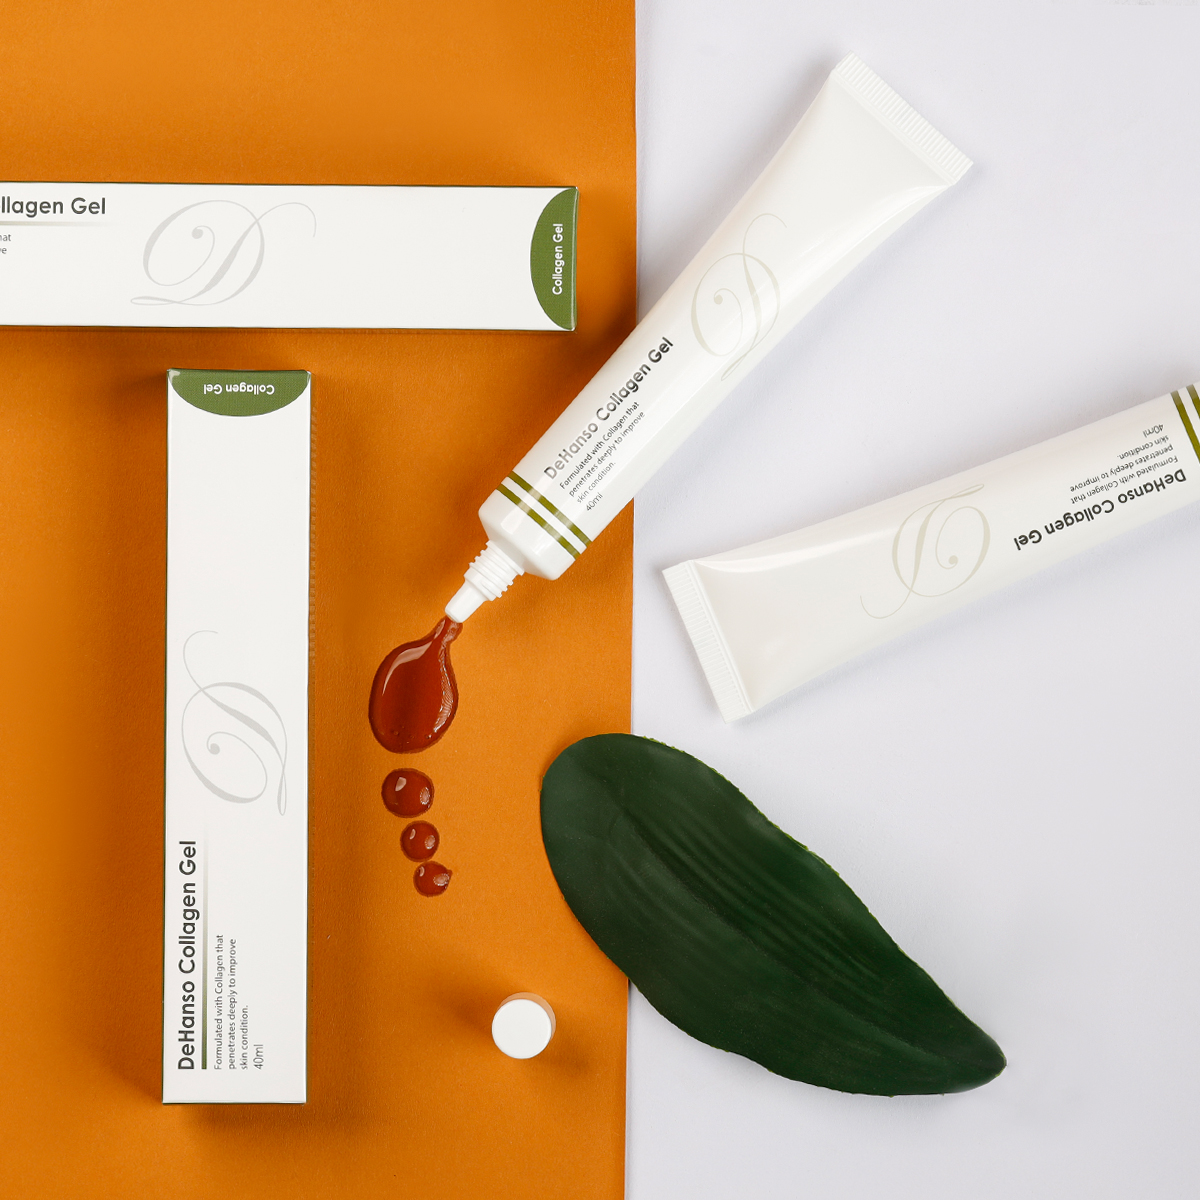 llagen Gel
hat
ve
D
Collagen Gel
Collagen Gel
D
DeHanso Collagen Gel
Formulated with Collagen that
penetrates deeply to improve
skin condition.
40ml
D
DeHanso Collagen Gel
Formulated with Collagen that
penetrates deeply to improve
skin condition.
40ml
D
DeHanso Collagen Gel
Formulated with Collagen that
penetrates deeply to improve
skin condition.
40ml